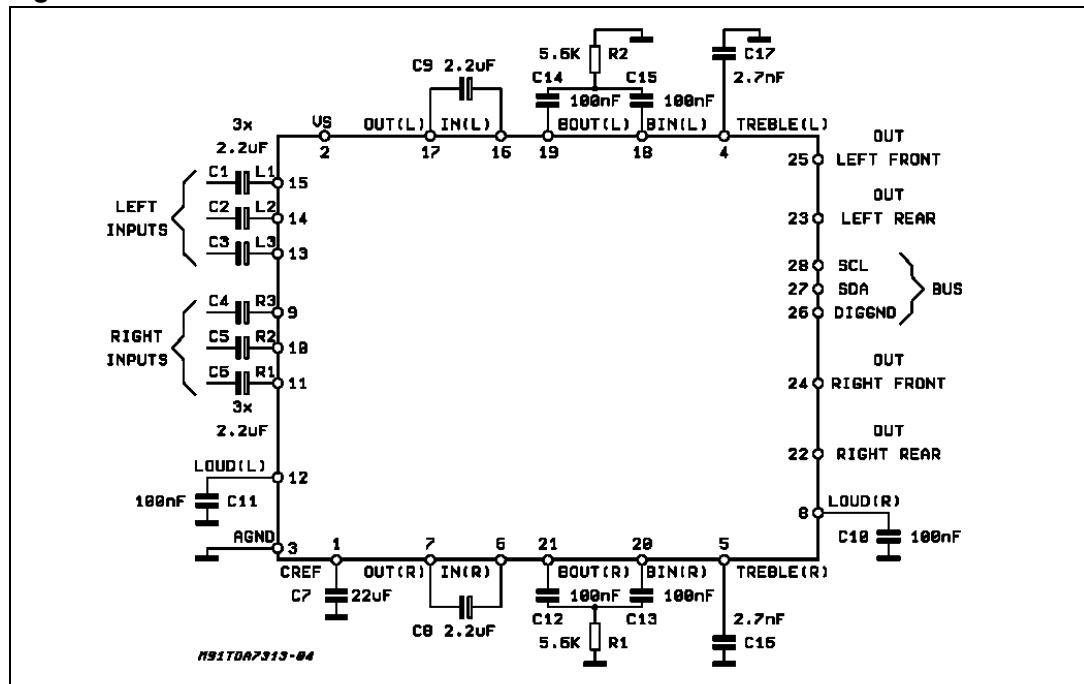 5.6K R2 C17
C9 2.2uF C14 C15 2.7nF
100nF 100nF
3x VS OUT(L) IN(L) BOUT(L) BIN(L) TREBLE(L) OUT
2.2uF 2 17 16 19 18 4 25 LEFT FRONT
C1 L1 15
LEFT INPUTS C2 L2 14 OUT
23 LEFT REAR
C3 L3 13
28 SCL
27 SDA BUS
26 DIGGND
C4 R3 9
RIGHT INPUTS C5 R2 10
C6 R1 11 OUT
24 RIGHT FRONT
3x
2.2uF OUT
22 RIGHT REAR
LOUD(L) 12
100nF C11 8 LOUD(R)
C10 100nF
AGND 3 1 7 6 21 20 5
CREF OUT(R) IN(R) BOUT(R) BIN(R) TREBLE(R)
C7 22uF 100nF 100nF
C8 2.2uF C12 C13 2.7nF
5.6K R1 C16
M91TDA7313-04